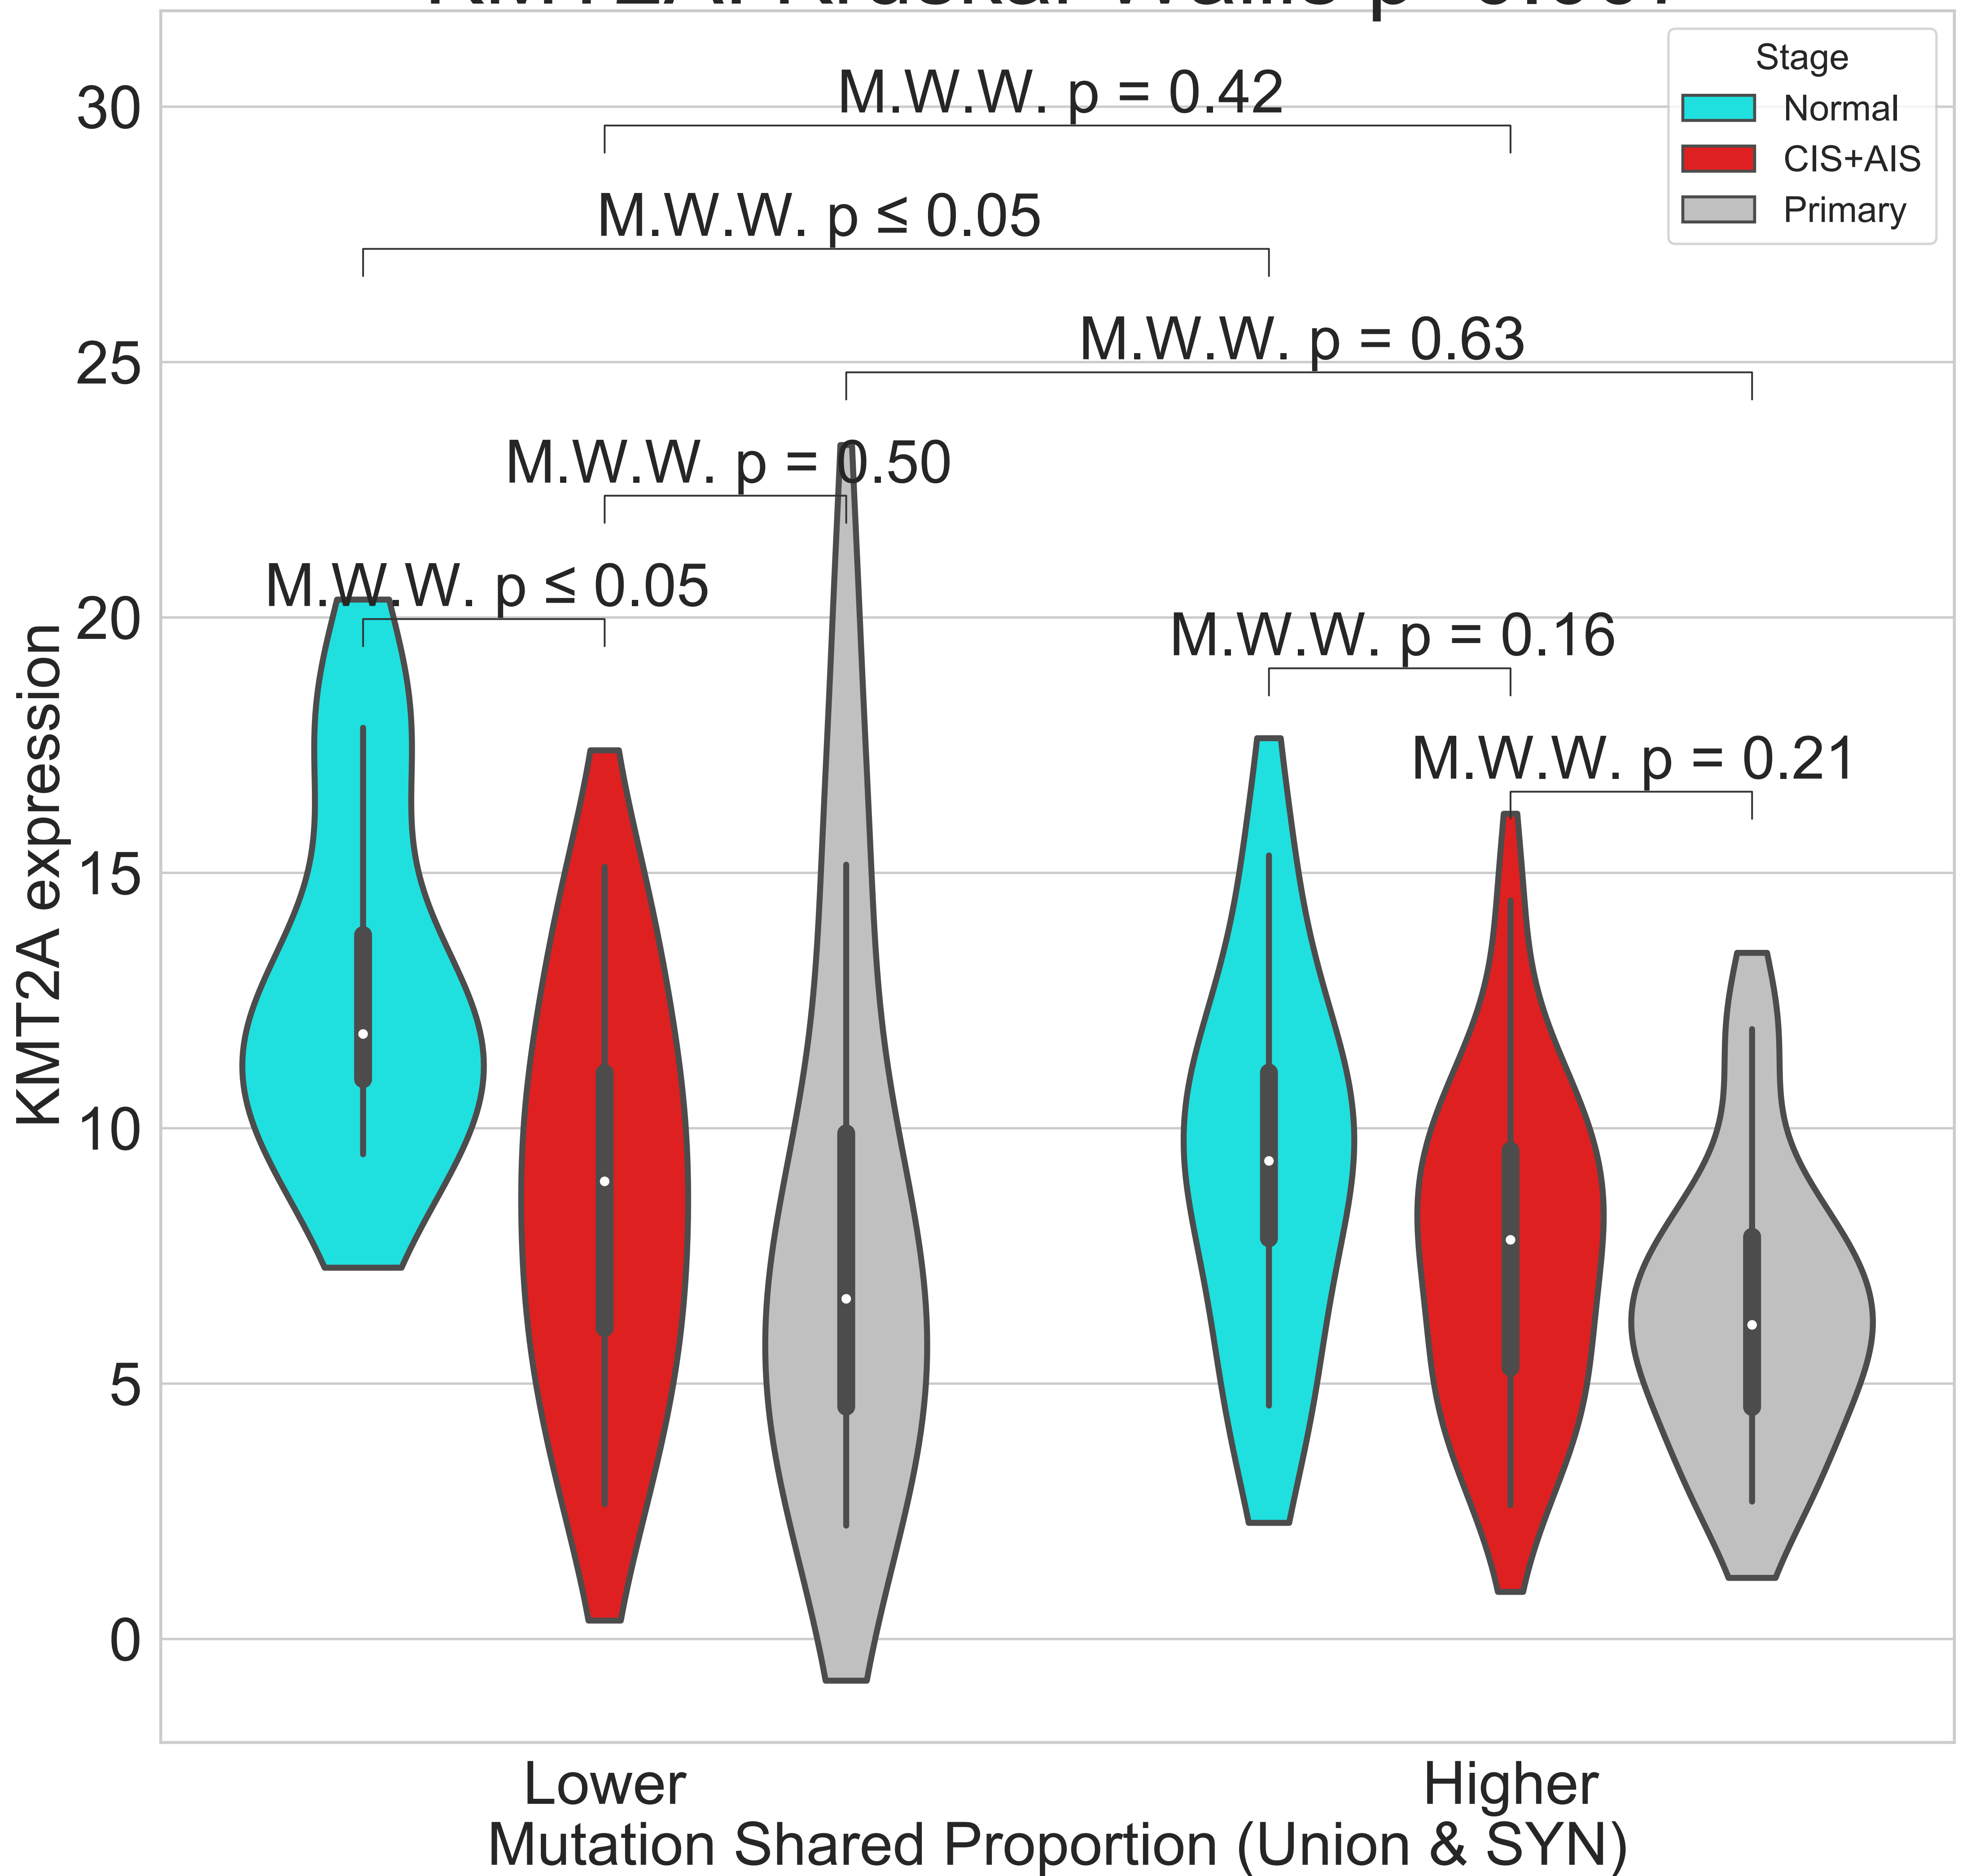 Stage
Normal
CIS+AIS
Primary
M.W.W. p = 0.42
M.W.W. p ≤ 0.05
M.W.W. p = 0.63
M.W.W. p = 0.50
M.W.W. p ≤ 0.05
M.W.W. p = 0.16
M.W.W. p = 0.21
KMT2A expression
30
25
20
15
10
5
0
Lower
Higher
Mutation Shared Proportion (Union & SYN)